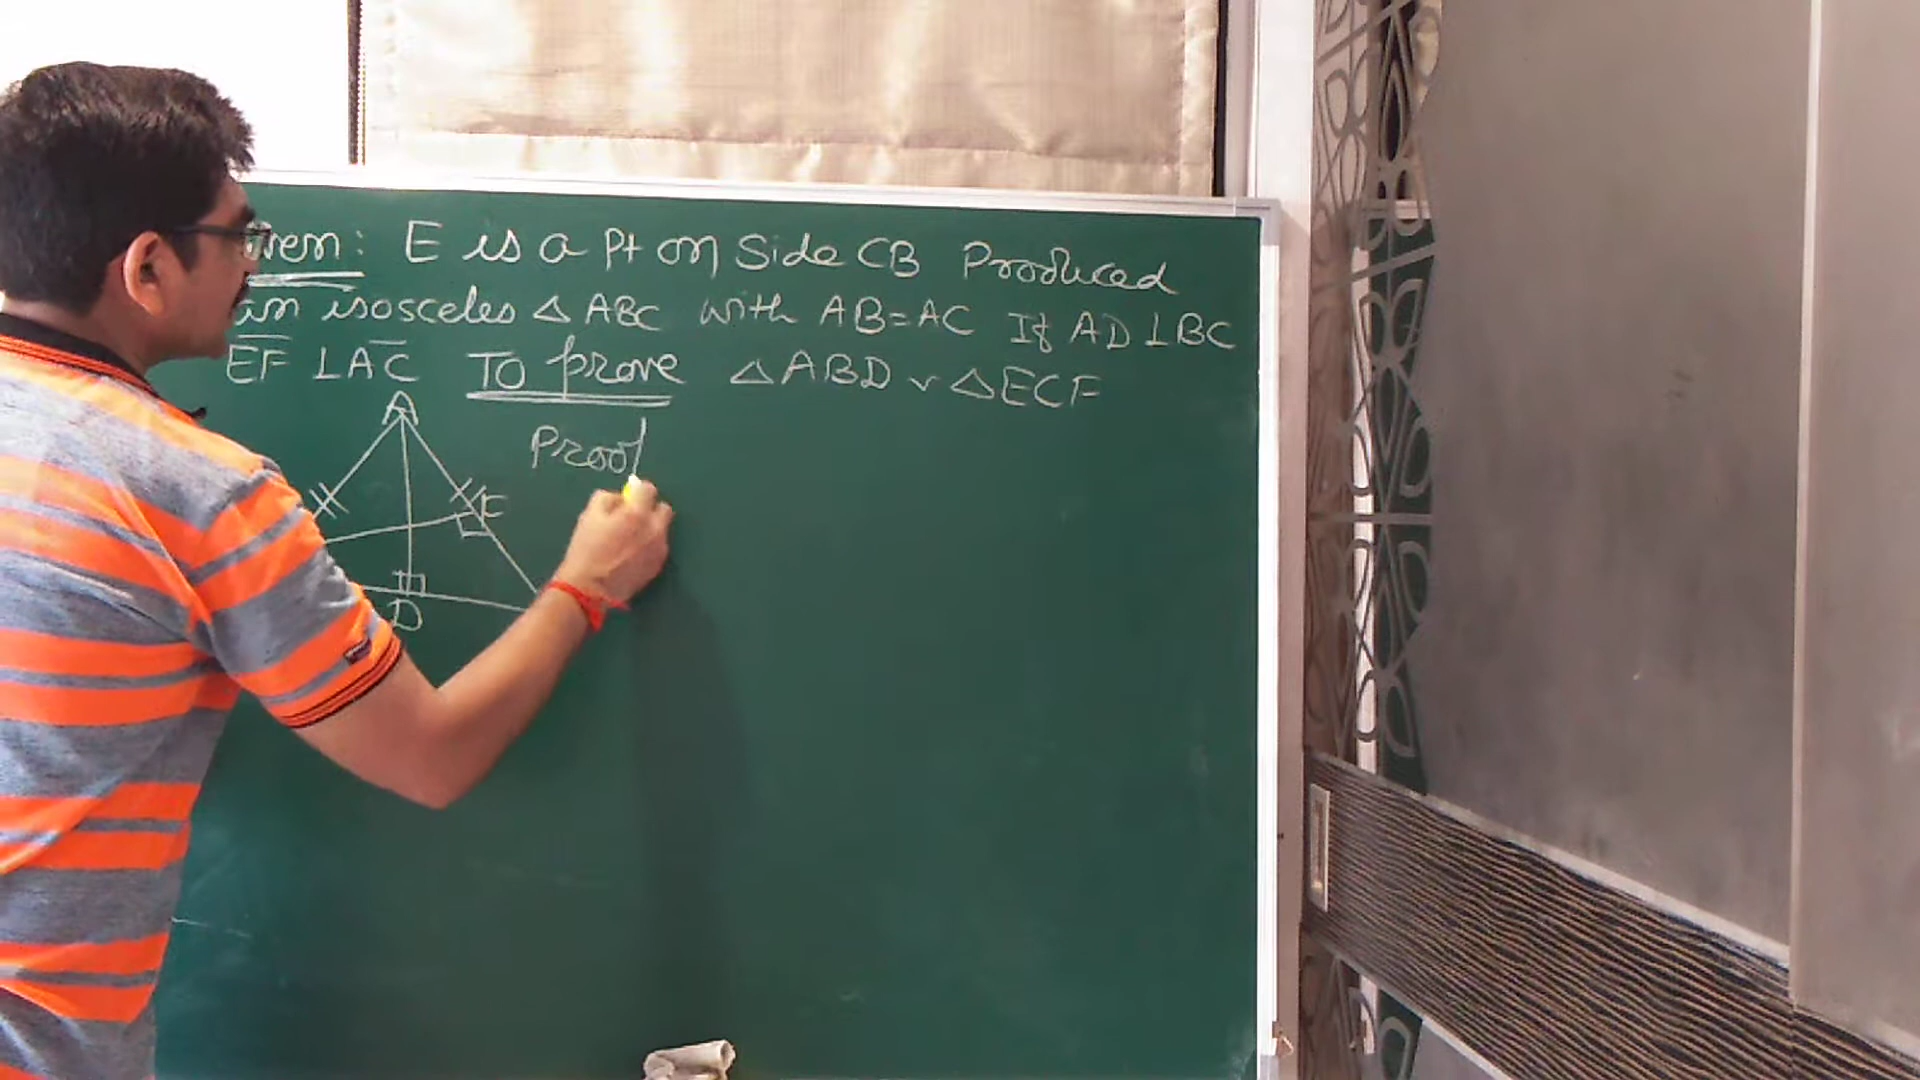 E is a Pt on Side CB Produced
an isosceles △ ABC with AB=AC If AD ⊥ BC
EF ⊥ AC To prove △ABD ~ △ECF
A
Proof
F
D